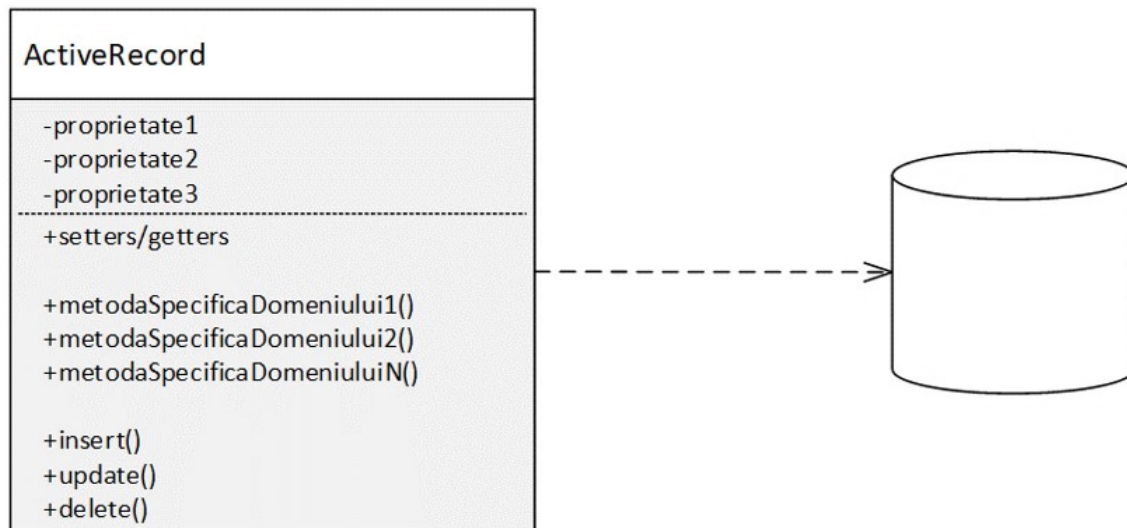 ActiveRecord
-proprietate1
-proprietate2
-proprietate3
+setters/getters
+metodaSpecificaDomeniului1()
+metodaSpecificaDomeniului2()
+metodaSpecificaDomeniuluiN()
+insert()
+update()
+delete()